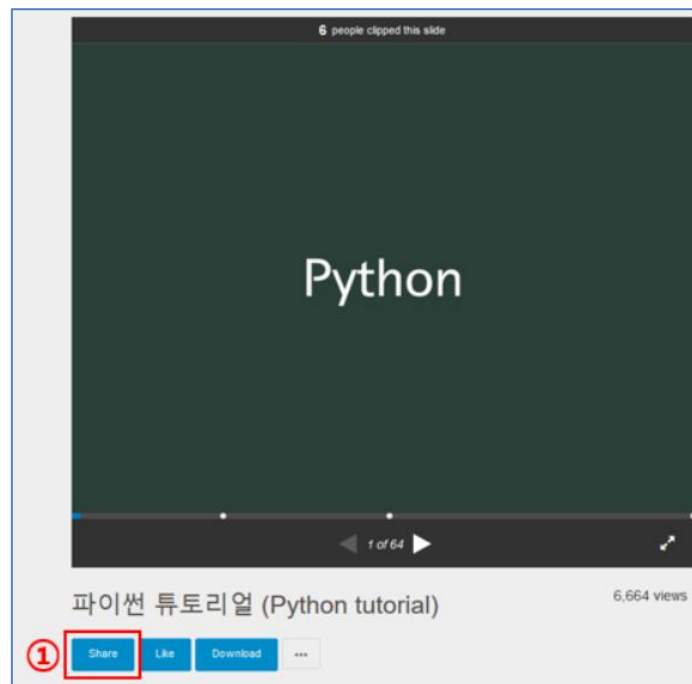 6 people clipped this slide
Python
1 of 64
파이썬 튜토리얼 (Python tutorial)
6,664 views
① Share Like Download ...